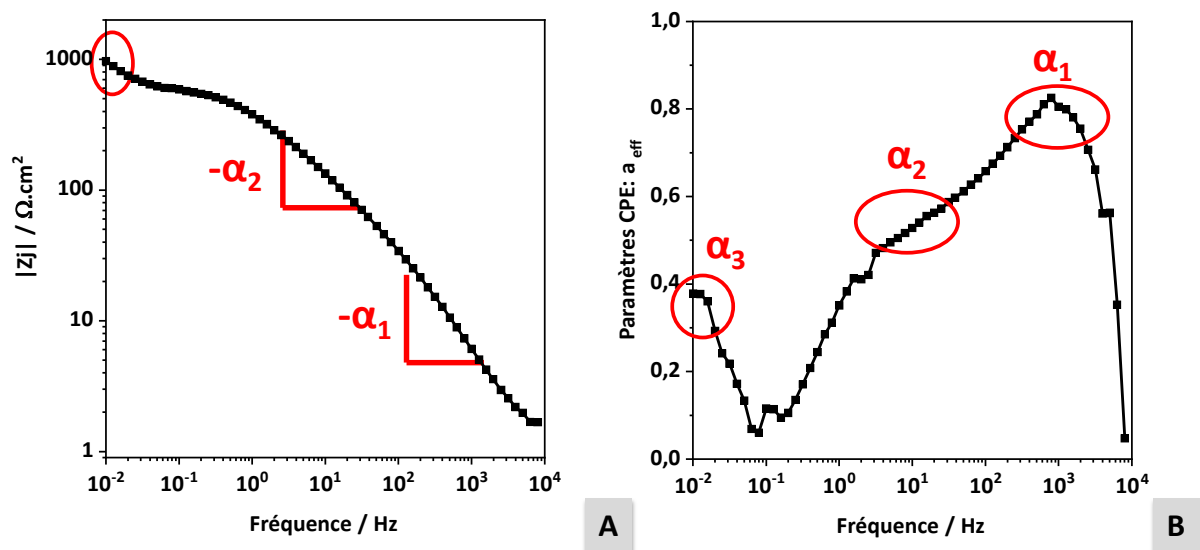 1000
100
10
1
|Zj| / Ω.cm²
-α₂
-α₁
10⁻² 10⁻¹ 10⁰ 10¹ 10² 10³ 10⁴
Fréquence / Hz
A
1,0
0,8
0,6
0,4
0,2
0,0
Paramètres CPE: a eff
α₁
α₂
α₃
10⁻² 10⁻¹ 10⁰ 10¹ 10² 10³ 10⁴
Fréquence / Hz
B